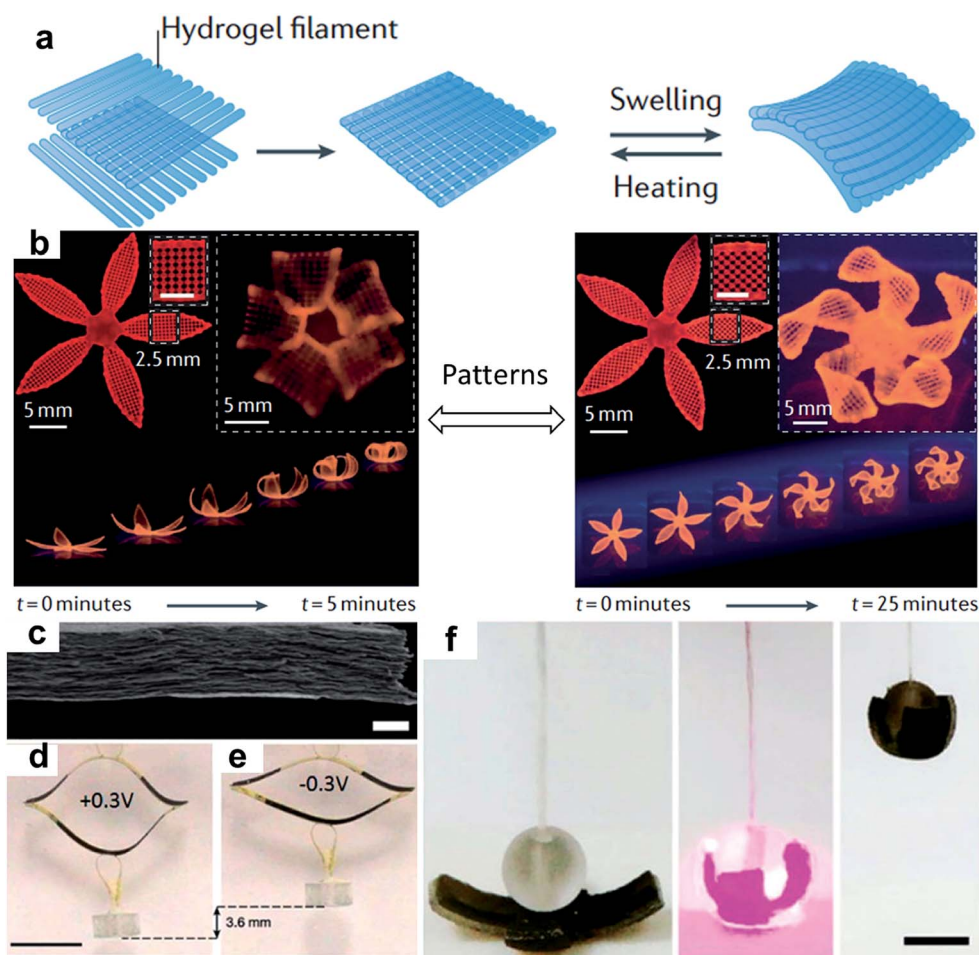 a
Hydrogel filament
Swelling
Heating
b
2.5 mm
5 mm
5 mm
Patterns
2.5 mm
5 mm
5 mm
t = 0 minutes
t = 5 minutes
t = 0 minutes
t = 25 minutes
c
f
d
+0.3V
e
-0.3V
3.6 mm